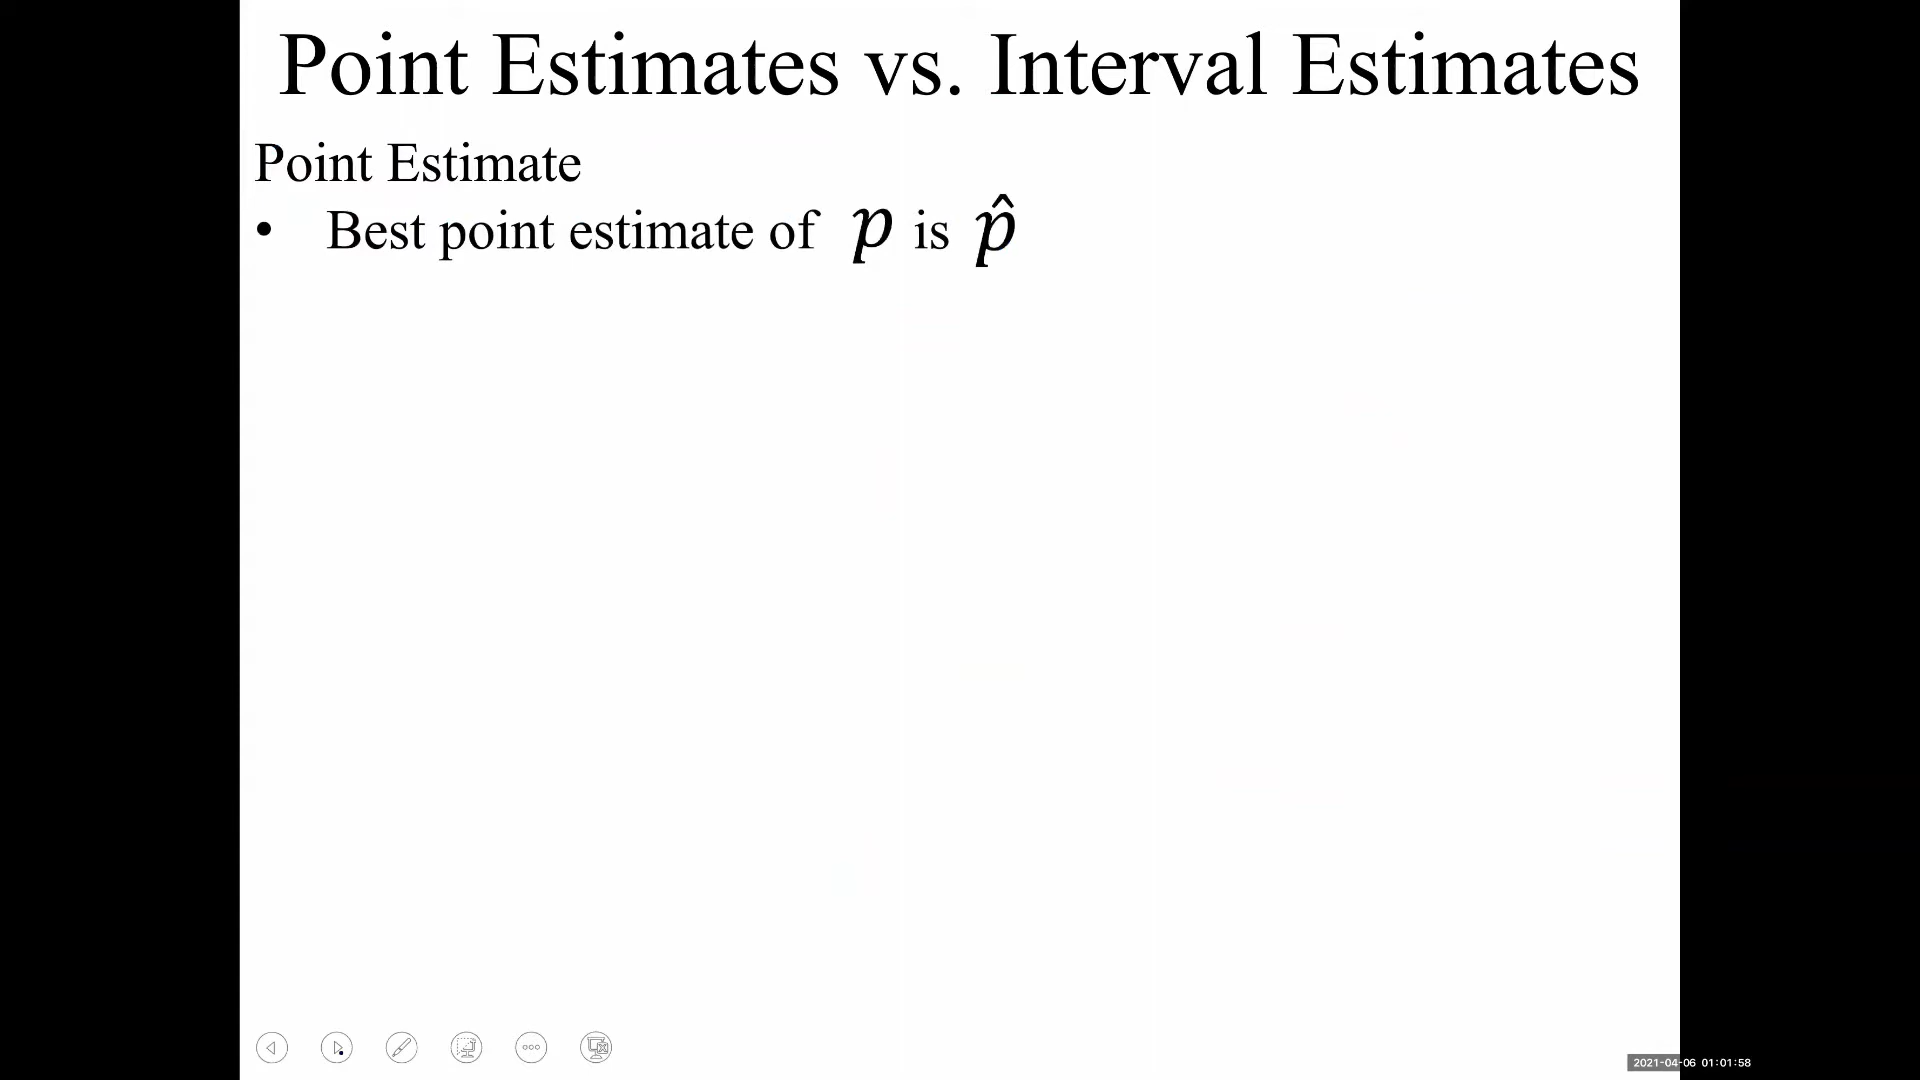 Point Estimates vs. Interval Estimates
Point Estimate
• Best point estimate of p is p̂
2021-04-06 01:01:58